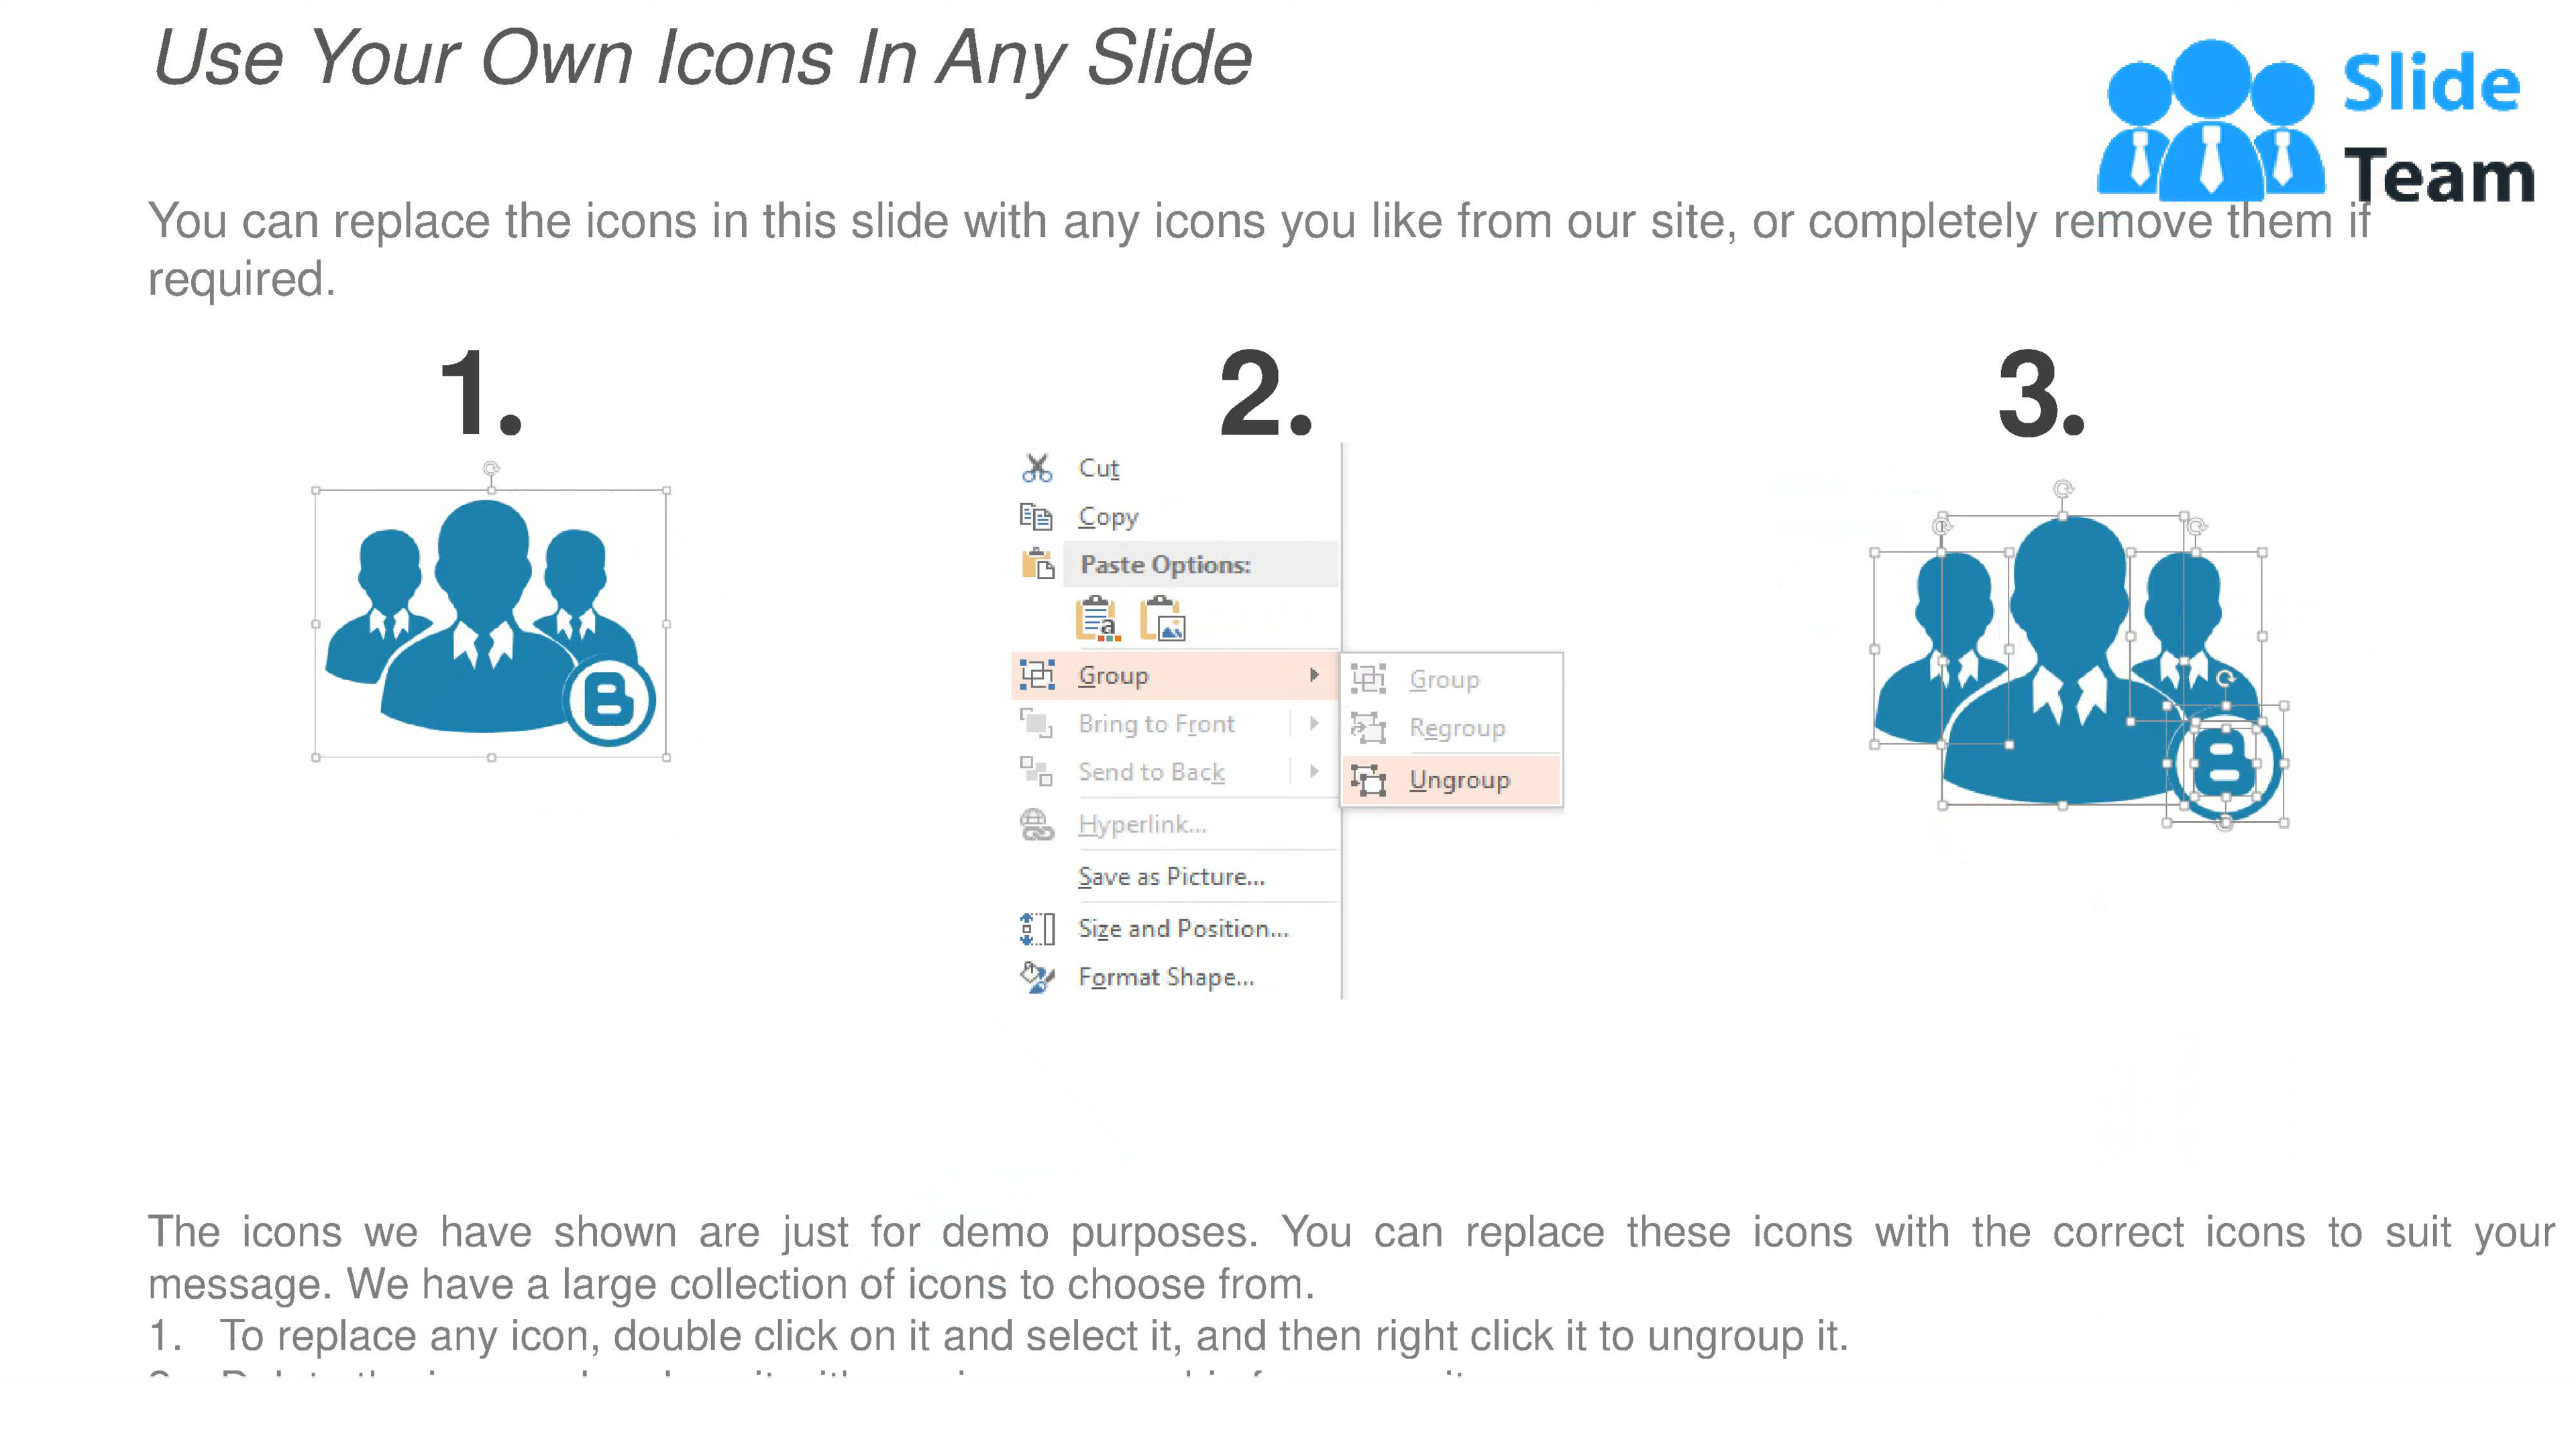 Use Your Own Icons In Any Slide
Slide
Team
You can replace the icons in this slide with any icons you like from our site, or completely remove them if
required.
1.
2.
3.
Cut
Copy
Paste Options:
Group
Bring to Front
Send to Back
Hyperlink...
Save as Picture...
Size and Position...
Format Shape...
Group
Regroup
Ungroup
The icons we have shown are just for demo purposes. You can replace these icons with the correct icons to suit your
message. We have a large collection of icons to choose from.
1. To replace any icon, double click on it and select it, and then right click it to ungroup it.